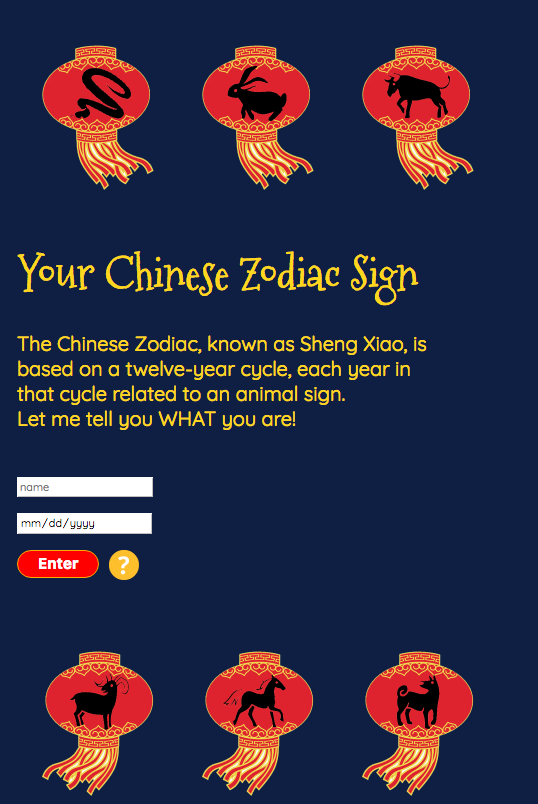 Your Chinese Zodiac Sign
The Chinese Zodiac, known as Sheng Xiao, is
based on a twelve-year cycle, each year in
that cycle related to an animal sign.
Let me tell you WHAT you are!
name
mm/dd/yyyy
Enter
?